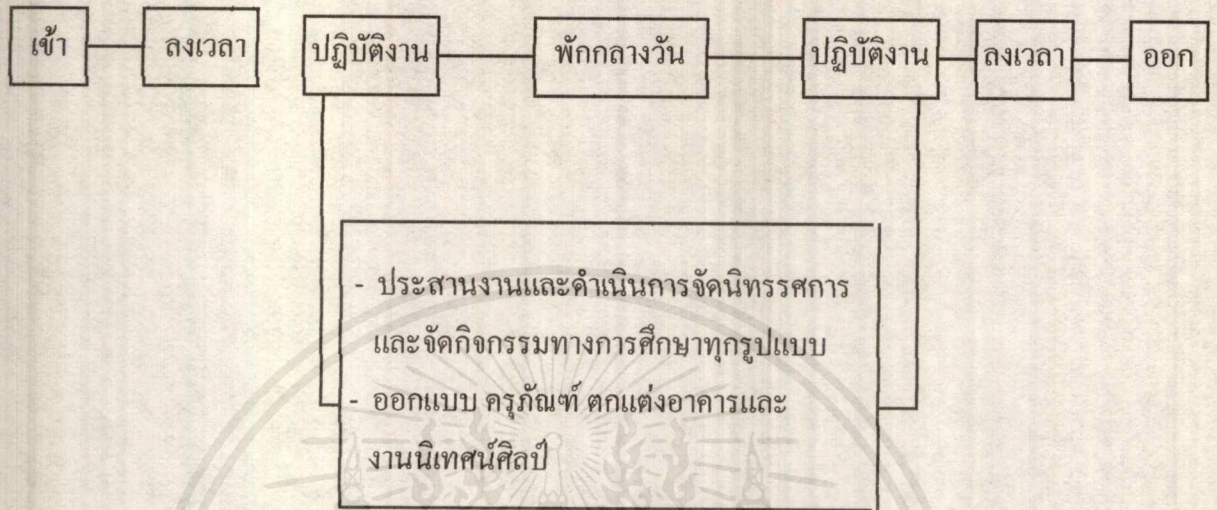 เข้า ลงเวลา ปฏิบัติงาน พักกลางวัน ปฏิบัติงาน ลงเวลา ออก
- ประสานงานและดำเนินการจัดนิทรรศการ
และจัดกิจกรรมทางการศึกษาทุกรูปแบบ
- ออกแบบ ครุภัณฑ์ ตกแต่งอาคารและ
งานนิเทศน์ศิลป์